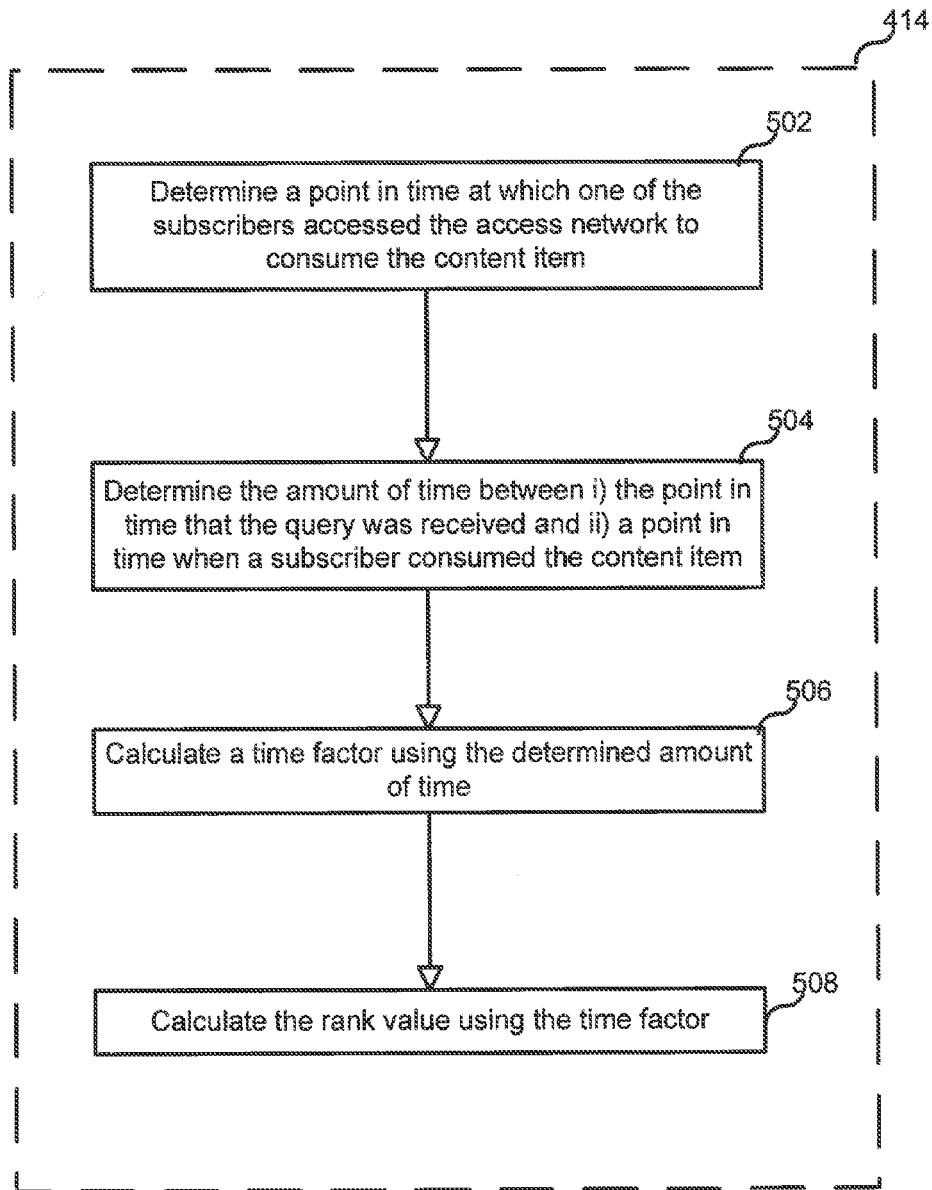 414
502
Determine a point in time at which one of the
subscribers accessed the access network to
consume the content item
504
Determine the amount of time between i) the point in
time that the query was received and ii) a point in
time when a subscriber consumed the content item
506
Calculate a time factor using the determined amount
of time
508
Calculate the rank value using the time factor